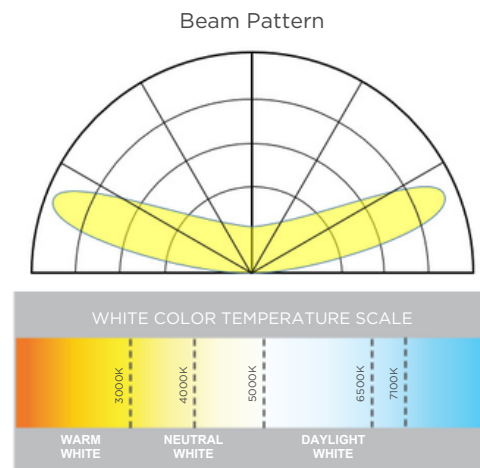 Beam Pattern
WHITE COLOR TEMPERATURE SCALE
3000K
4000K
5000K
6500K
7100K
WARM
WHITE
NEUTRAL
WHITE
DAYLIGHT
WHITE